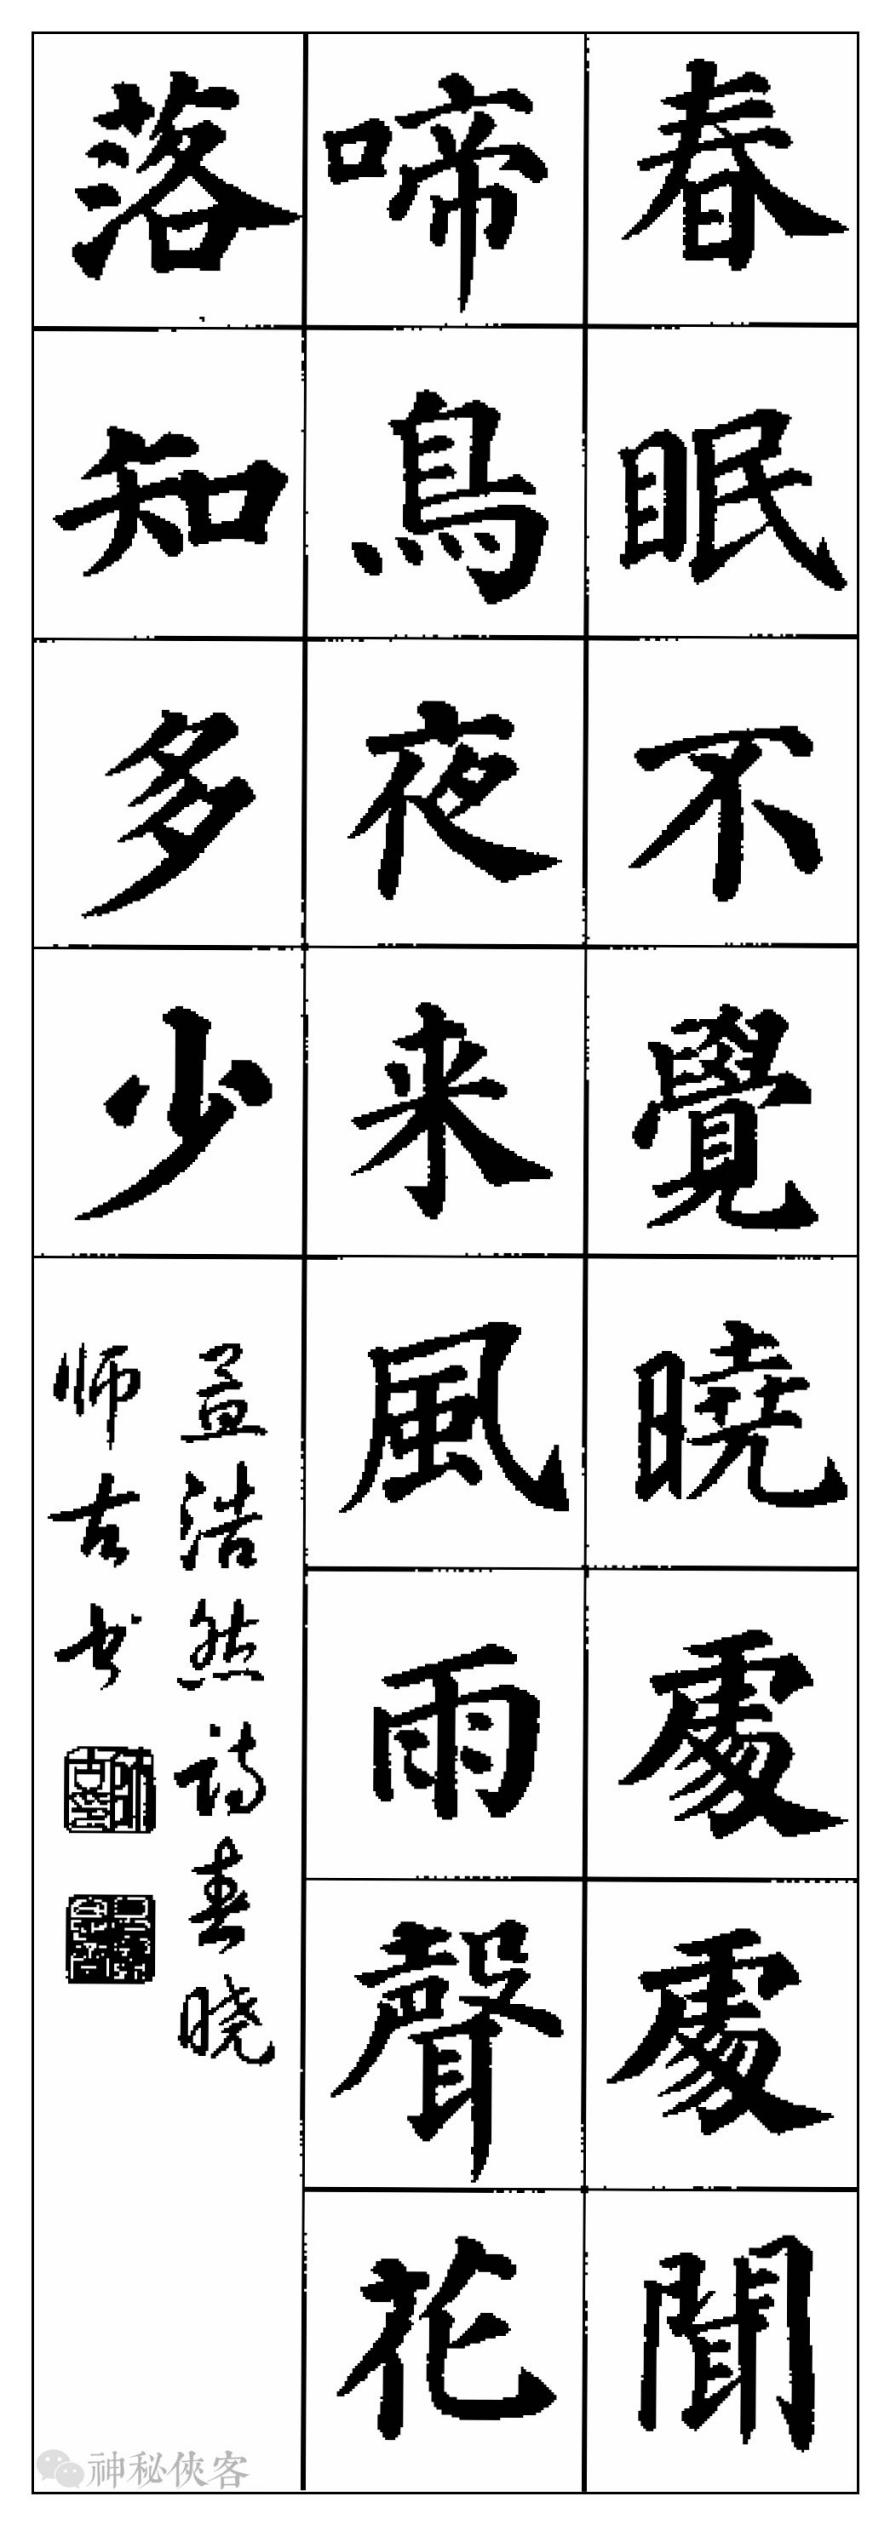 春眠不覺曉處處聞
啼鳥夜来風雨聲花
落知多少
孟浩然诗春晓
师古书
神秘侠客